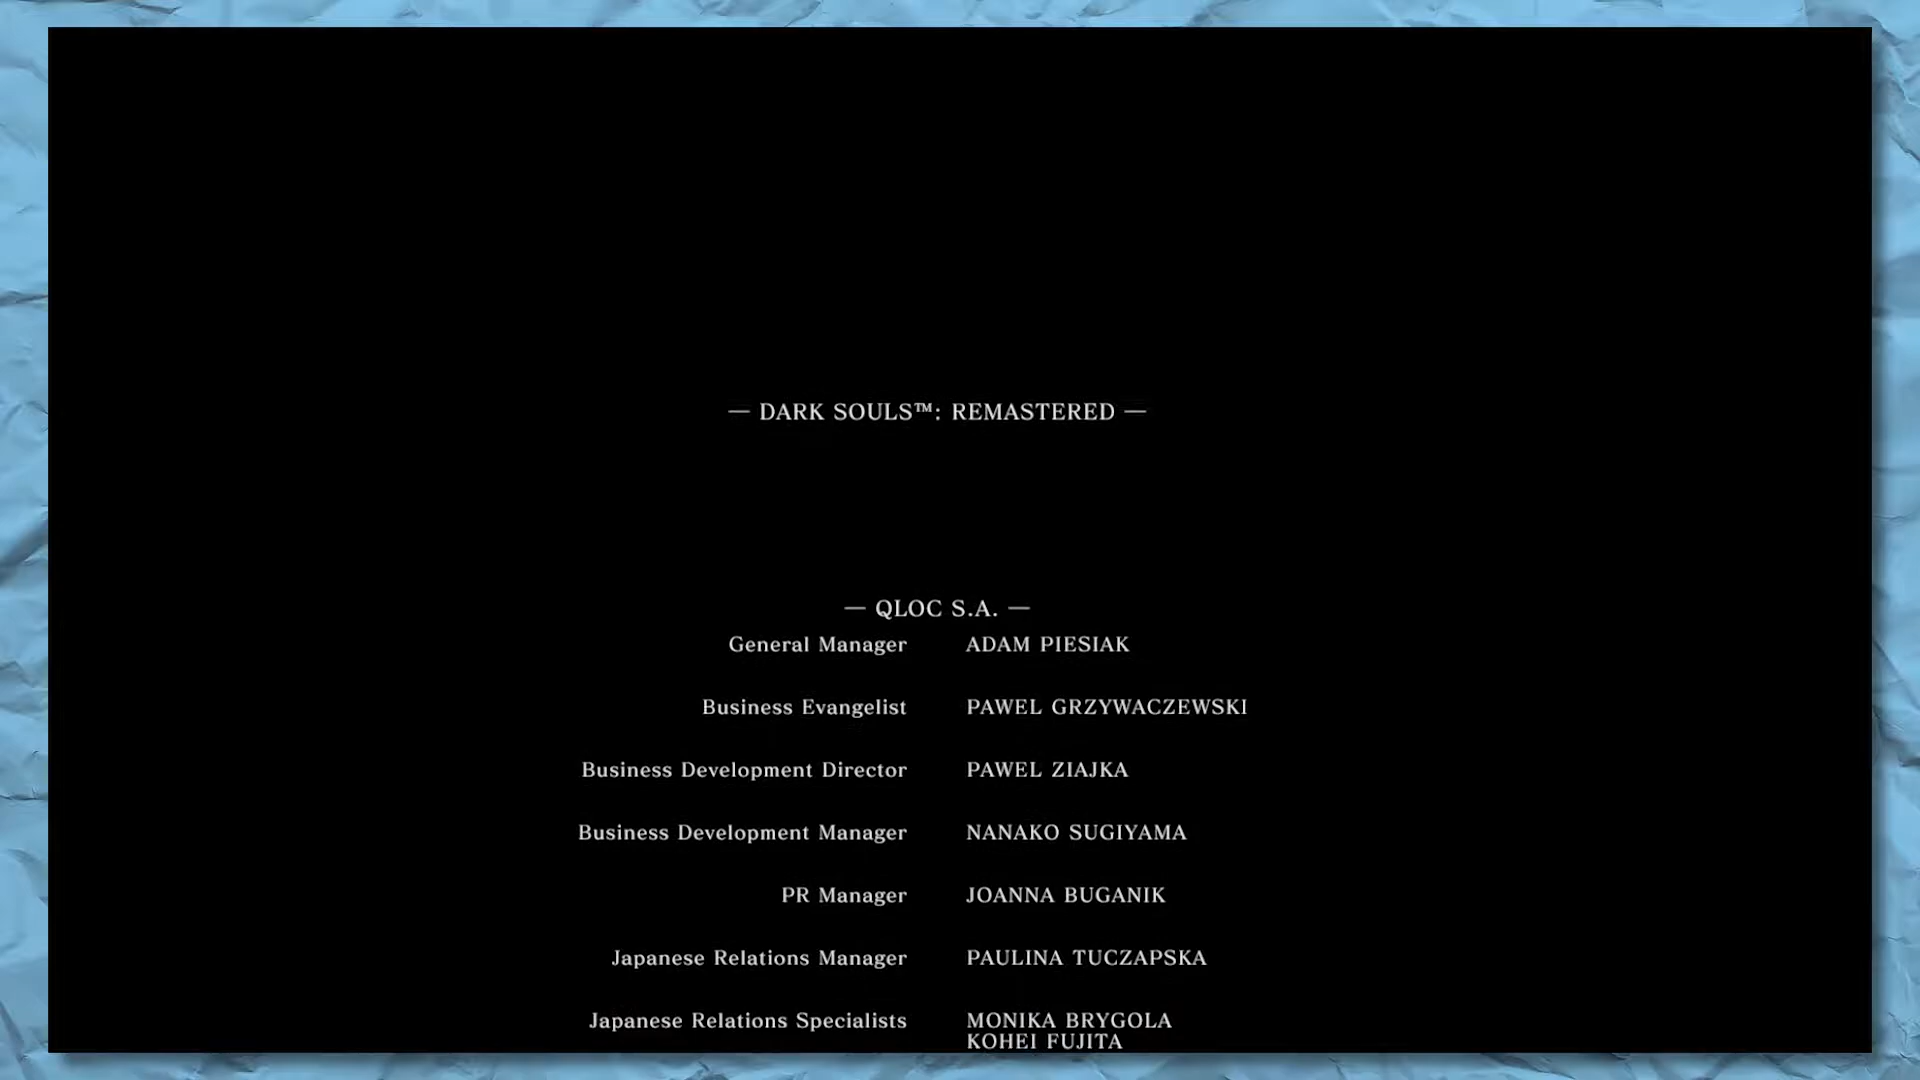 — DARK SOULS™: REMASTERED —
— QLOC S.A. —
General Manager ADAM PIESIAK
Business Evangelist PAWEL GRZYWACZEWSKI
Business Development Director PAWEL ZIAJKA
Business Development Manager NANAKO SUGIYAMA
PR Manager JOANNA BUGANIK
Japanese Relations Manager PAULINA TUCZAPSKA
Japanese Relations Specialists MONIKA BRYGOLA
KOHEI FUJITA